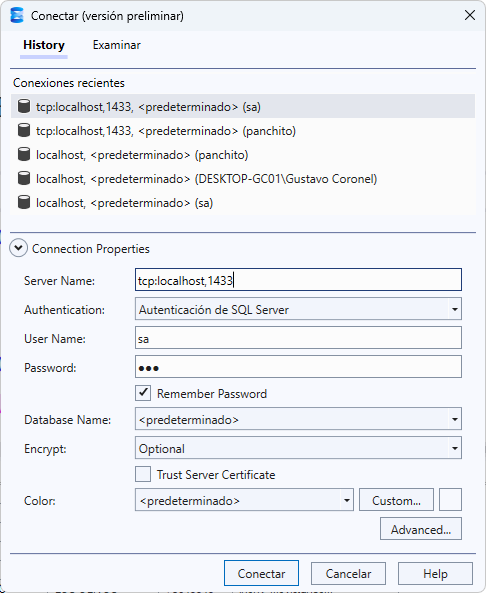 Conectar (versión preliminar)
History Examinar
Conexiones recientes
tcp:localhost,1433, <predeterminado> (sa)
tcp:localhost,1433, <predeterminado> (panchito)
localhost, <predeterminado> (panchito)
localhost, <predeterminado> (DESKTOP-GC01\Gustavo Coronel)
localhost, <predeterminado> (sa)
Connection Properties
Server Name: tcp:localhost,1433
Authentication: Autenticación de SQL Server
User Name: sa
Password: ●●●
Remember Password
Database Name: <predeterminado>
Encrypt: Optional
Trust Server Certificate
Color: <predeterminado> Custom...
Advanced...
Conectar Cancelar Help